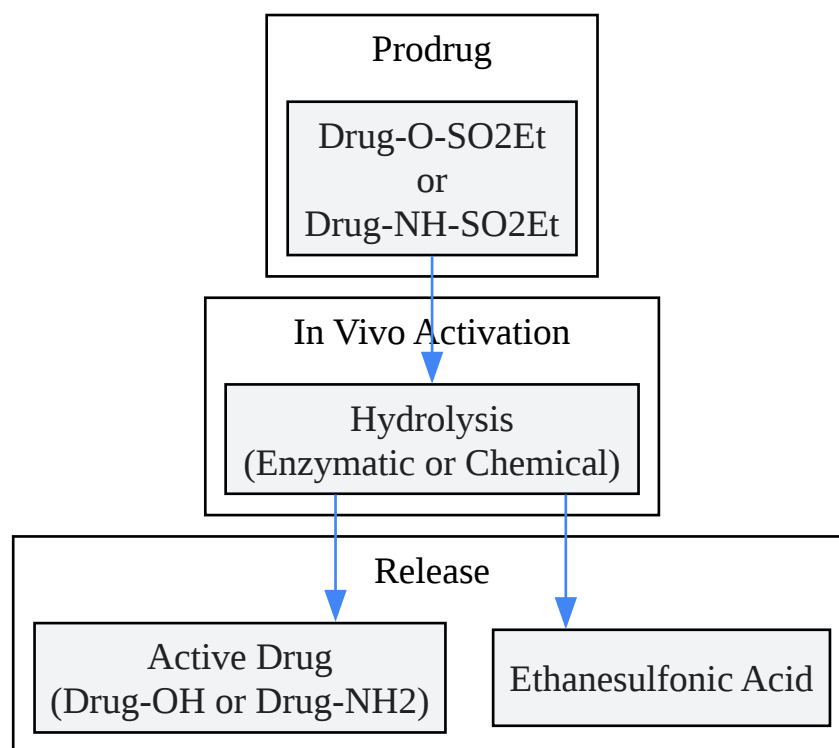 Prodrug
Drug-O-SO2Et
or
Drug-NH-SO2Et
In Vivo Activation
Hydrolysis
(Enzymatic or Chemical)
Release
Active Drug
(Drug-OH or Drug-NH2)
Ethanesulfonic Acid